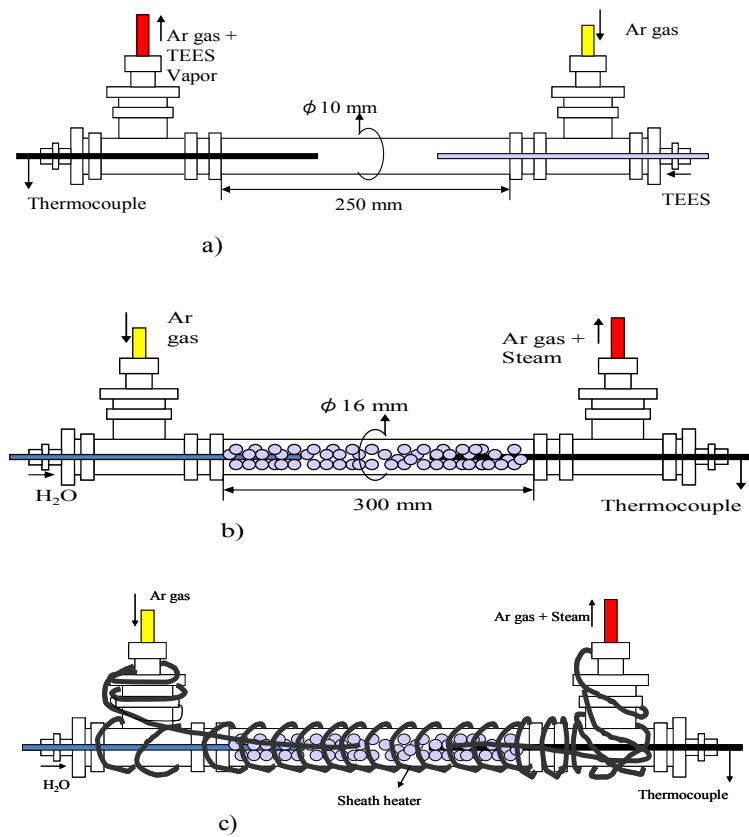 Ar gas +
TEES
Vapor
Ar gas
ϕ 10 mm
Thermocouple
250 mm
TEES
a)
Ar
gas
Ar gas +
Steam
ϕ 16 mm
H₂O
300 mm
Thermocouple
b)
Ar gas
Ar gas + Steam
H₂O
Sheath heater
Thermocouple
c)